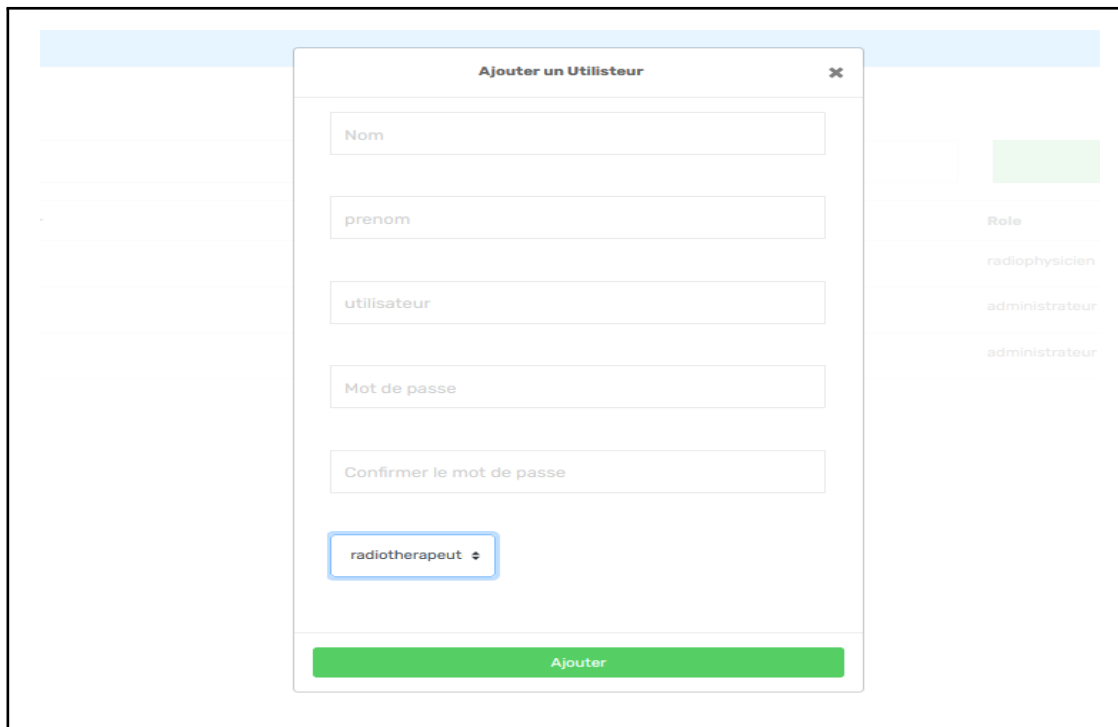 Ajouter un Utilisteur ✖
Nom
prenom
Role
radiophysicien
utilisateur
administrateur
administrateur
Mot de passe
Confirmer le mot de passe
radiotherapeut
Ajouter